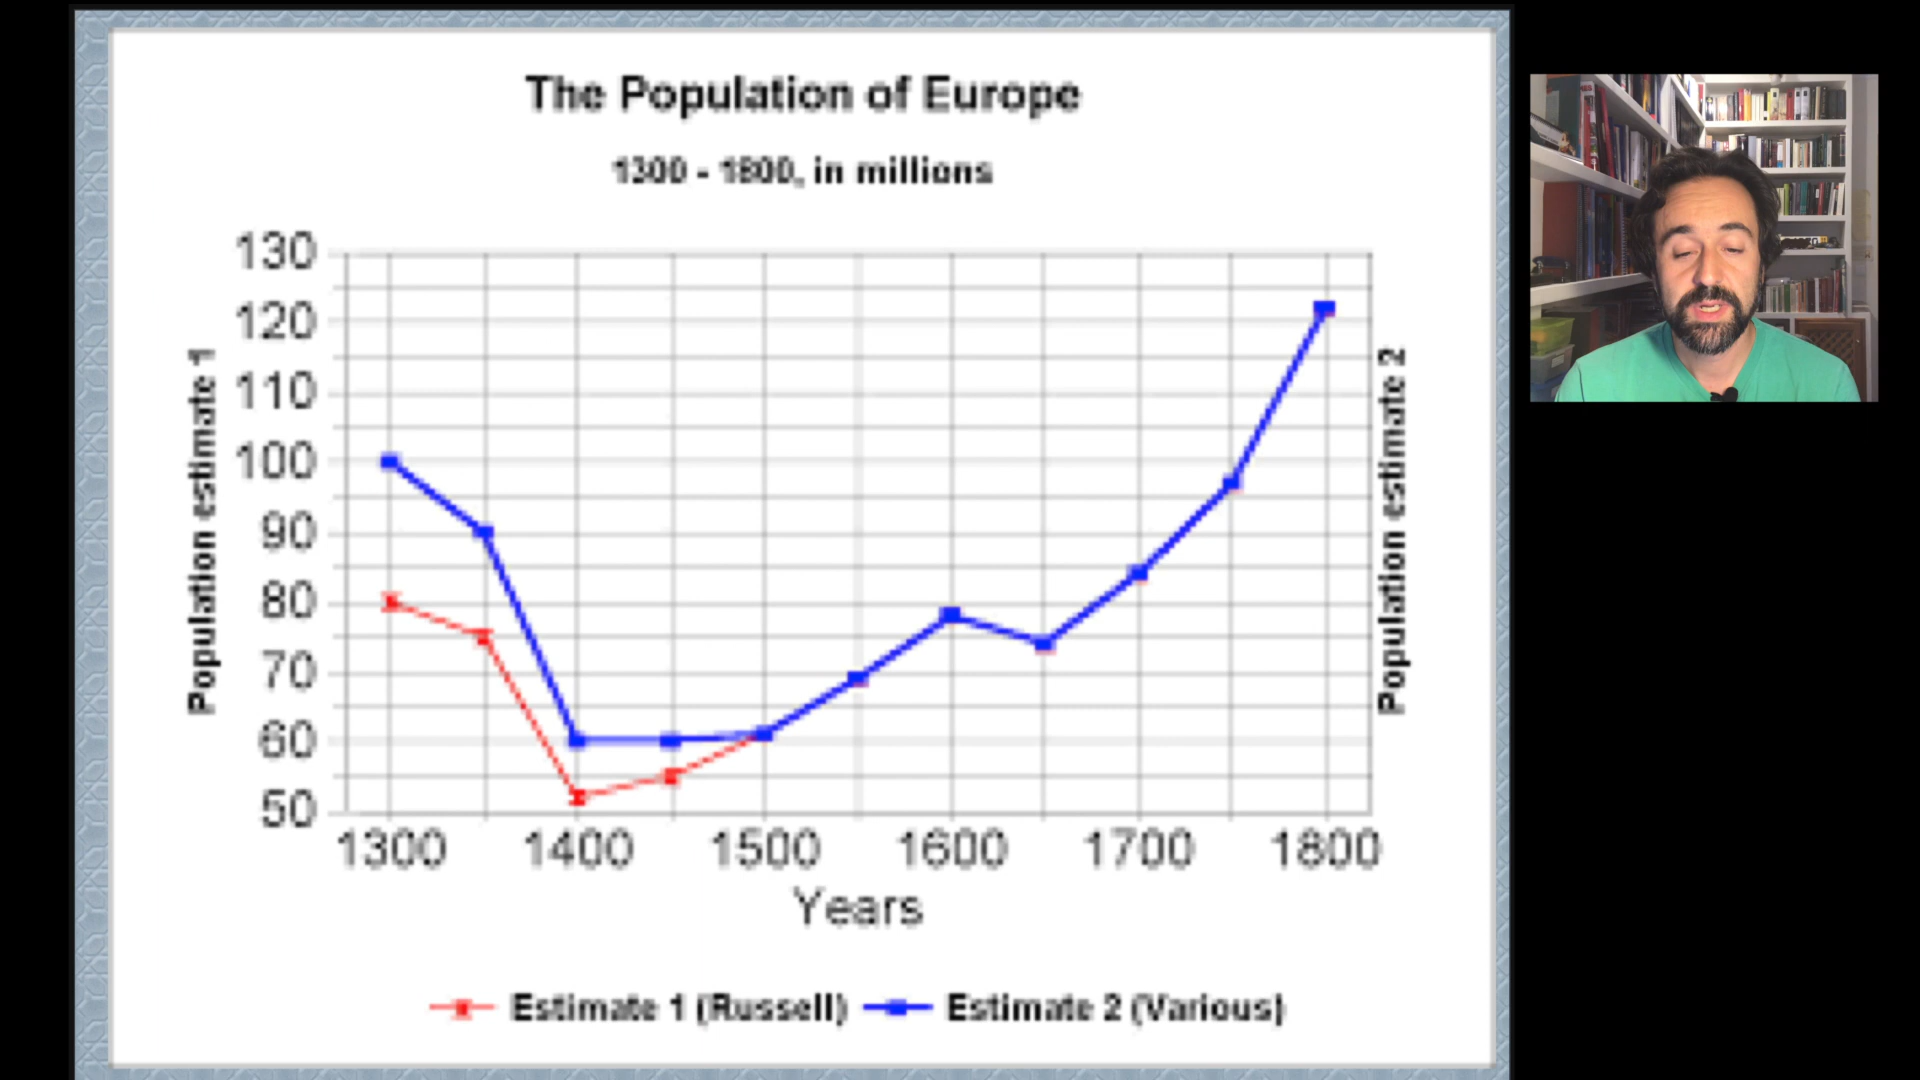 The Population of Europe
1300 - 1800, in millions
130
120
110
100
90
80
70
60
50
Population estimate 1
Population estimate 2
1300 1400 1500 1600 1700 1800
Years
Estimate 1 (Russell) Estimate 2 (Various)